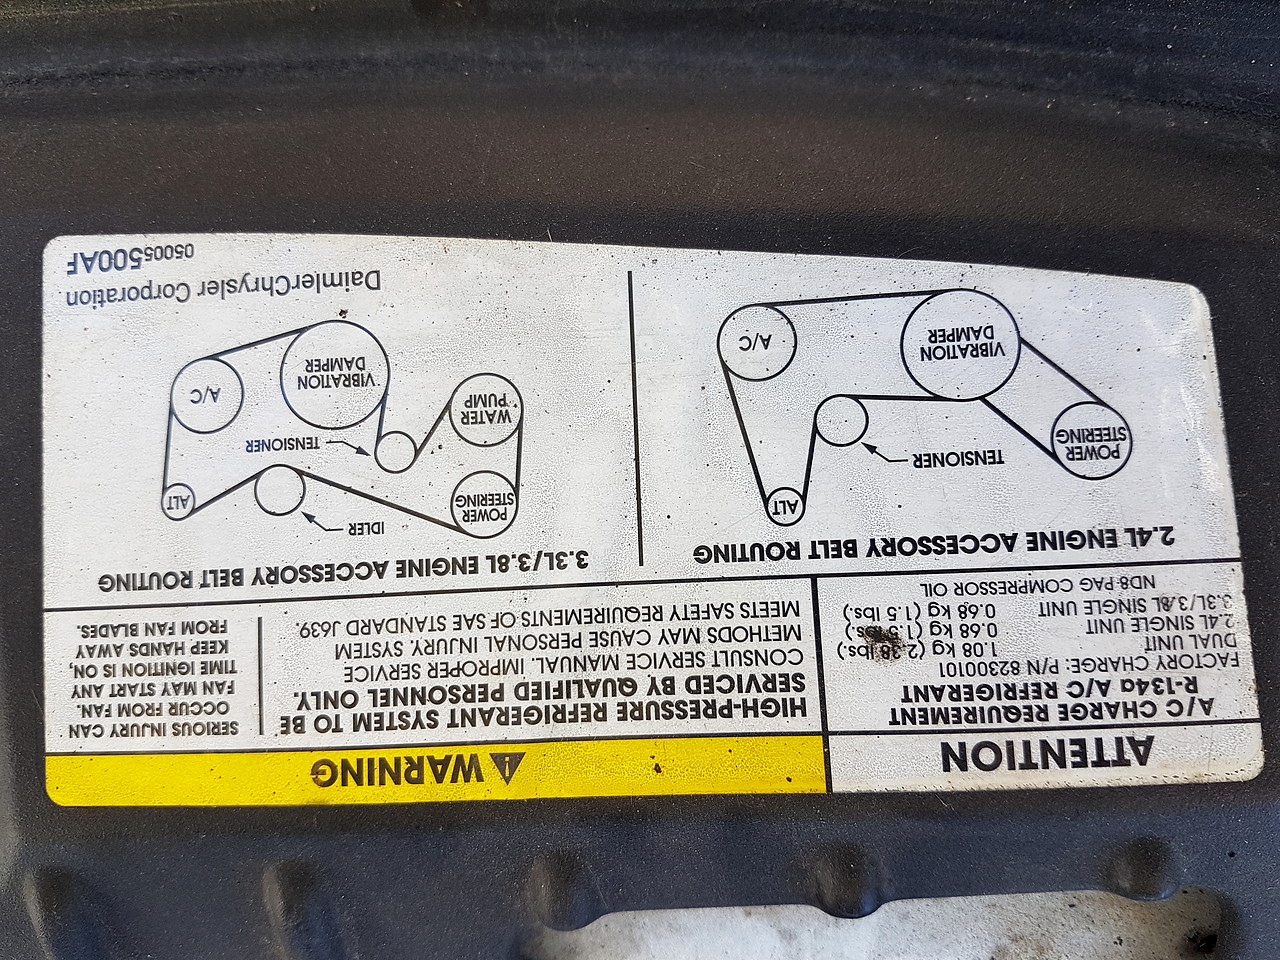 ATTENTION
A/C CHARGE REQUIREMENT
R-134a A/C REFRIGERANT
FACTORY CHARGE: P/N 82300101
DUAL UNIT 1.08 kg (2.38 lbs.)
2.4L SINGLE UNIT 0.68 kg (1.5 lbs.)
3.3L/3.8L SINGLE UNIT 0.68 kg (1.5 lbs.)
ND8 PAG COMPRESSOR OIL
WARNING
HIGH-PRESSURE REFRIGERANT SYSTEM TO BE
SERVICED BY QUALIFIED PERSONNEL ONLY.
CONSULT SERVICE MANUAL. IMPROPER SERVICE
METHODS MAY CAUSE PERSONAL INJURY. SYSTEM
MEETS SAFETY REQUIREMENTS OF SAE STANDARD J639.
SERIOUS INJURY CAN
OCCUR FROM FAN.
FAN MAY START ANY
TIME IGNITION IS ON,
KEEP HANDS AWAY
FROM FAN BLADES.
2.4L ENGINE ACCESSORY BELT ROUTING
ALT
TENSIONER
POWER
STEERING
VIBRATION
DAMPER
A/C
3.3L/3.8L ENGINE ACCESSORY BELT ROUTING
IDLER
POWER
STEERING
ALT
TENSIONER
WATER
PUMP
A/C
VIBRATION
DAMPER
DaimlerChrysler Corporation
05005500AF